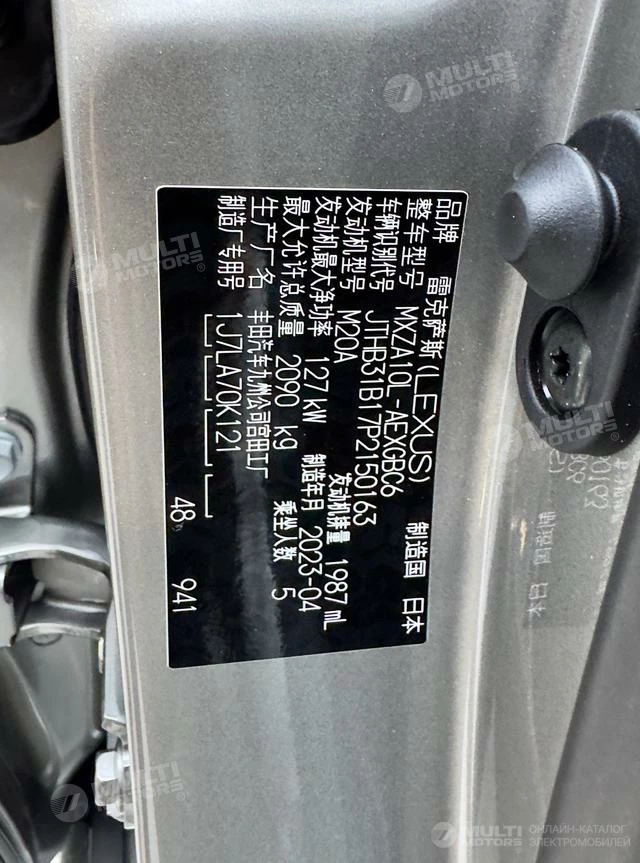 品牌 雷克萨斯(LEXUS) 制造国 日本
整车型号 MXZA10L-AEXGBC6
车辆识别代号 JTHB31B17P2150163
发动机型号 M20A 发动机排量 1987 mL
发动机最大净功率 127 kW 制造年月 2023-04
最大允许总质量 2090 kg 乘坐人数 5
生产厂名 丰田汽车九州公司宫田工厂
制造厂专用号 1J7LA70K121 48 941
MULTI MOTORS
MULTI MOTORS
MULTI MOTORS
MULTI MOTORS
MULTI MOTORS
ОНЛАЙН-КАТАЛОГ
ЭЛЕКТРОМОБИЛЕЙ